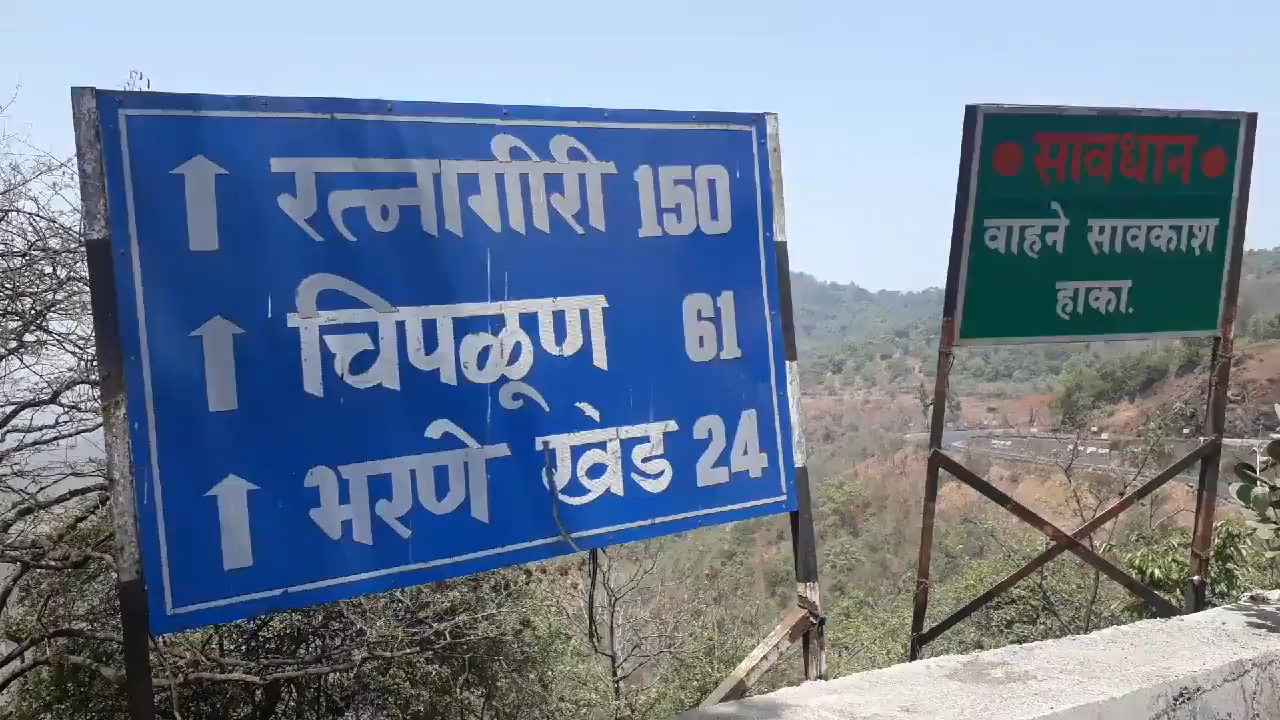 रत्नागीरी 150
चिपळूण 61
भरणे खेड 24
सावधान
वाहने सावकाश
हाका.